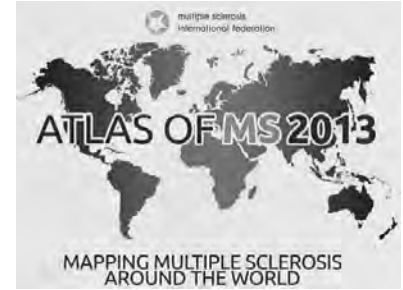 multiple sclerosis
international federation
ATLAS OF MS 2013
MAPPING MULTIPLE SCLEROSIS
AROUND THE WORLD